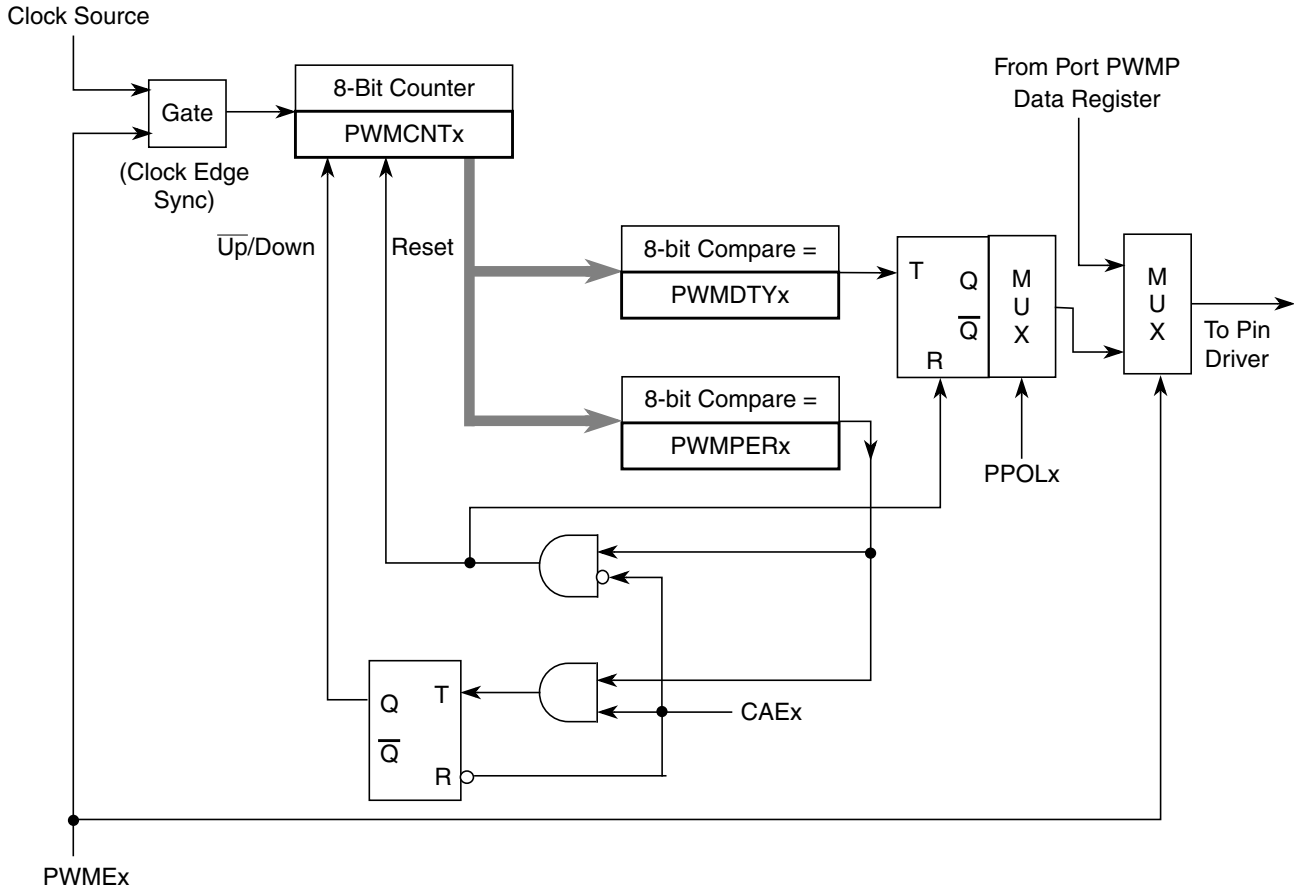 Clock Source
From Port PWMP
Data Register
8-Bit Counter
Gate
PWMCNTx
(Clock Edge
Sync)
U̅p̅/Down
Reset
8-bit Compare =
PWMDTYx
T
Q
Q̅
R
M
U
X
M
U
X
To Pin
Driver
8-bit Compare =
PWMPERx
PPOLx
Q
T
Q̅
R
CAEx
PWMEx